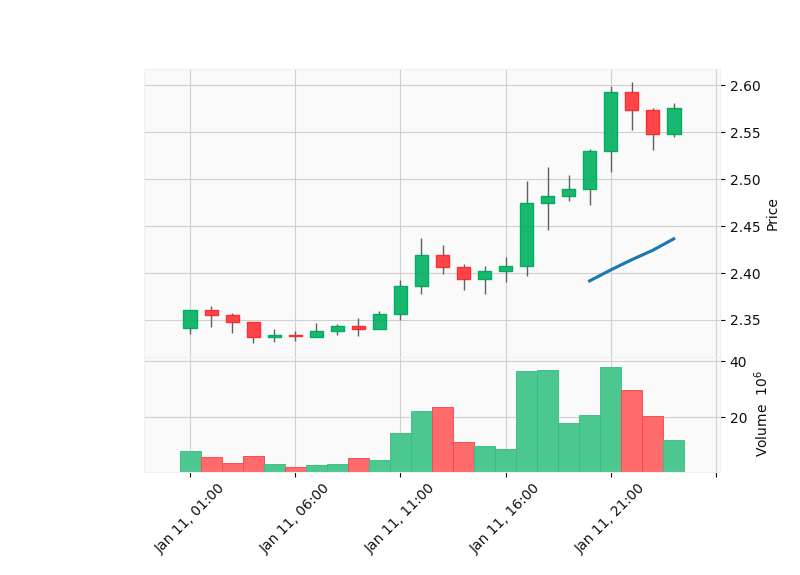 2.60
2.55
2.50
2.45
2.40
2.35
Price
40
20
Volume 10^6
Jan 11, 01:00
Jan 11, 06:00
Jan 11, 11:00
Jan 11, 16:00
Jan 11, 21:00